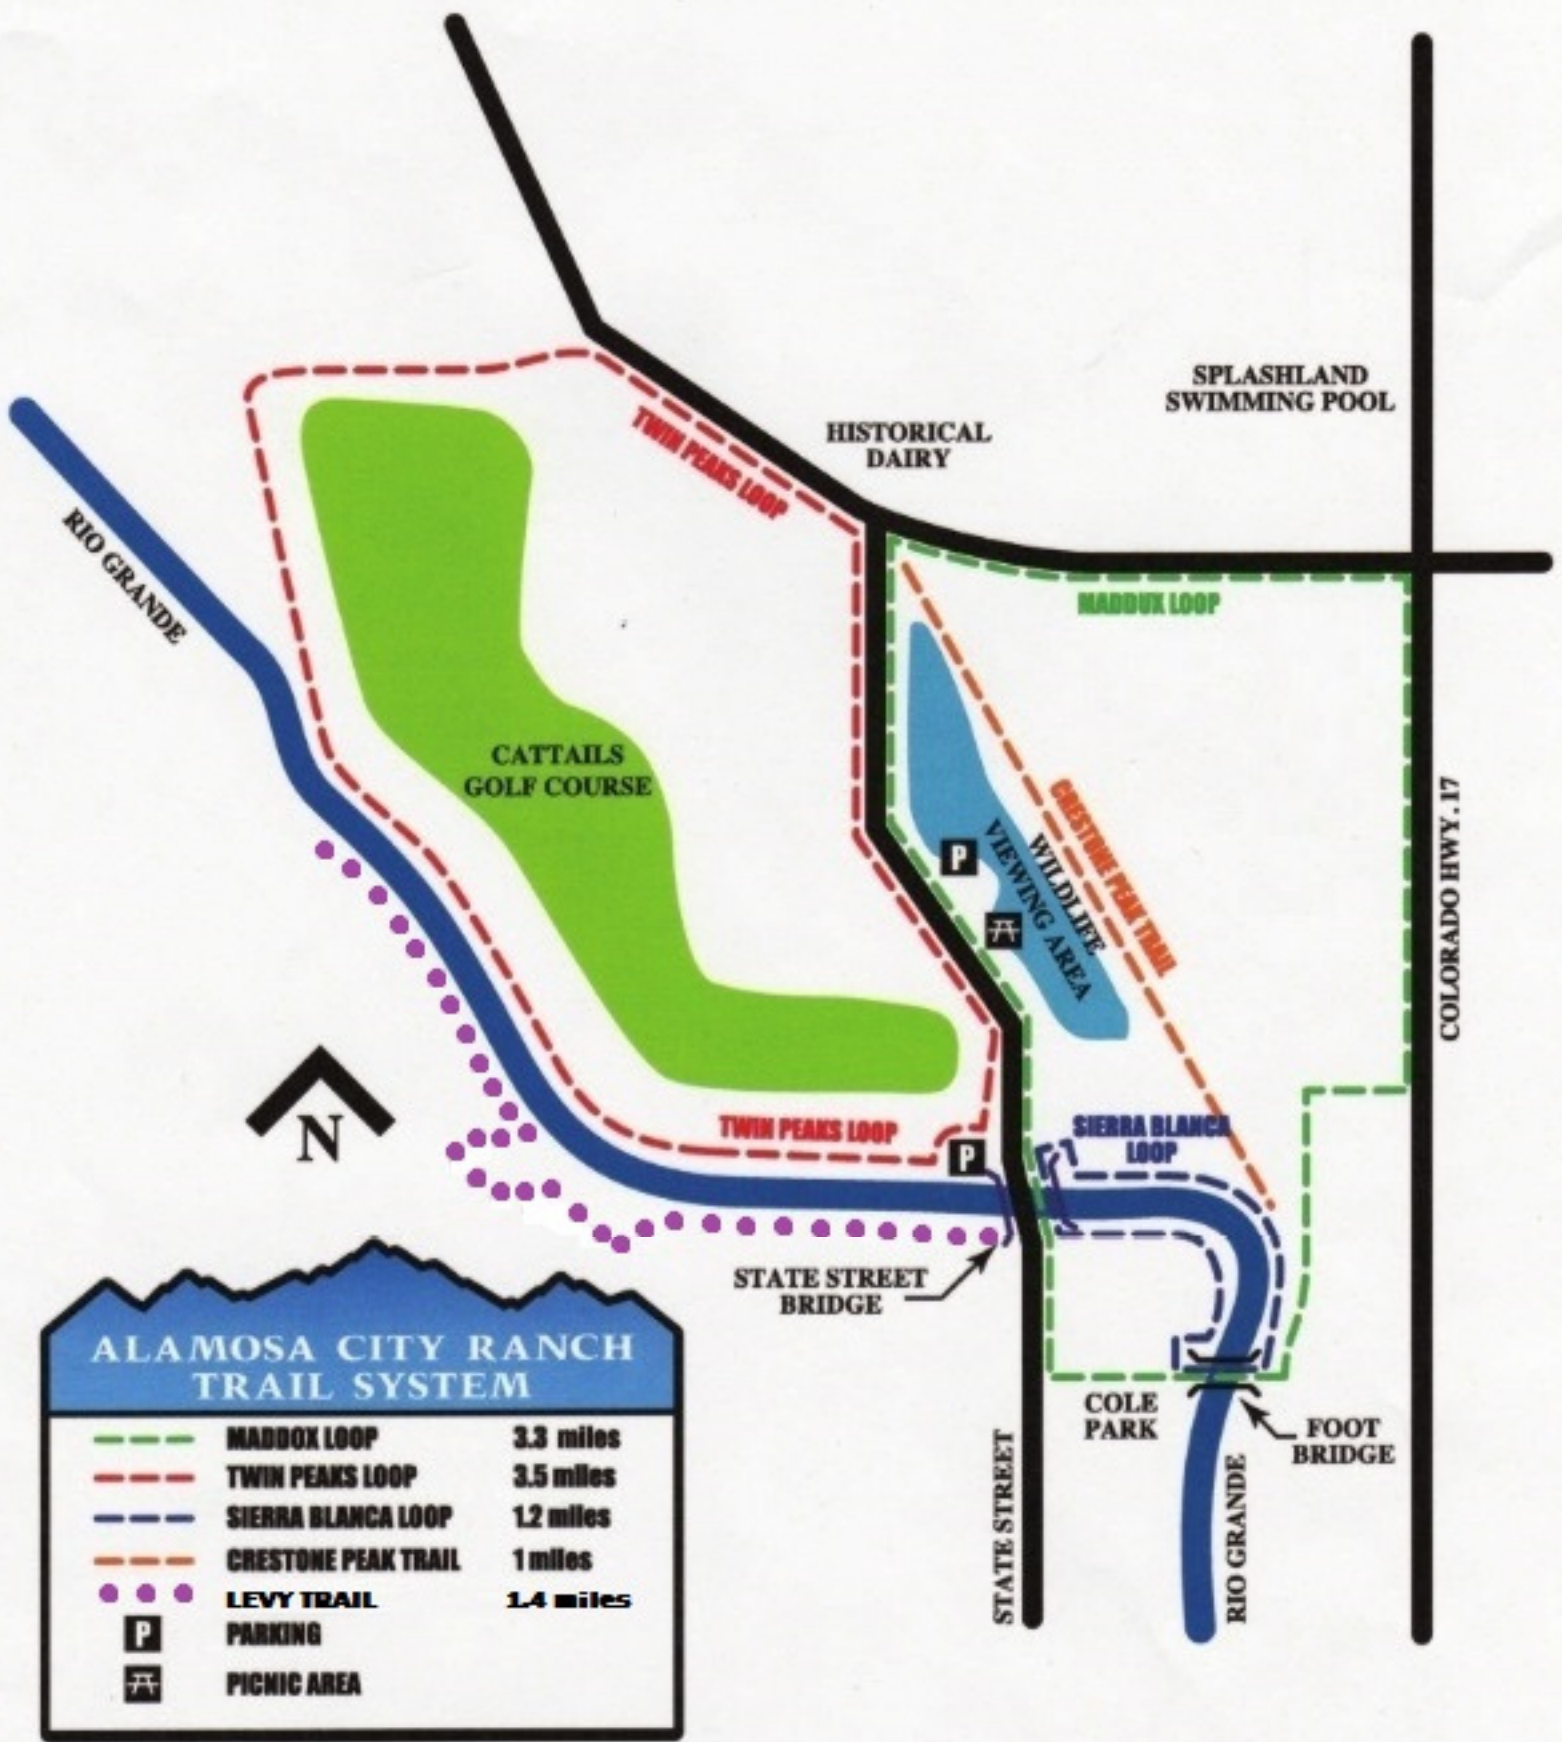 SPLASHLAND
SWIMMING POOL
HISTORICAL
DAIRY
TWIN PEAKS LOOP
RIO GRANDE
MADDUX LOOP
CATTAILS
GOLF COURSE
P
WILDLIFE
VIEWING AREA
CRESTONE PEAK TRAIL
COLORADO HWY. 17
N
TWIN PEAKS LOOP
P
SIERRA BLANCA
LOOP
STATE STREET
BRIDGE
COLE
PARK
FOOT
BRIDGE
STATE STREET
RIO GRANDE
ALAMOSA CITY RANCH
TRAIL SYSTEM
MADDOX LOOP 3.3 miles
TWIN PEAKS LOOP 3.5 miles
SIERRA BLANCA LOOP 1.2 miles
CRESTONE PEAK TRAIL 1 miles
LEVY TRAIL 1.4 miles
P PARKING
PICNIC AREA